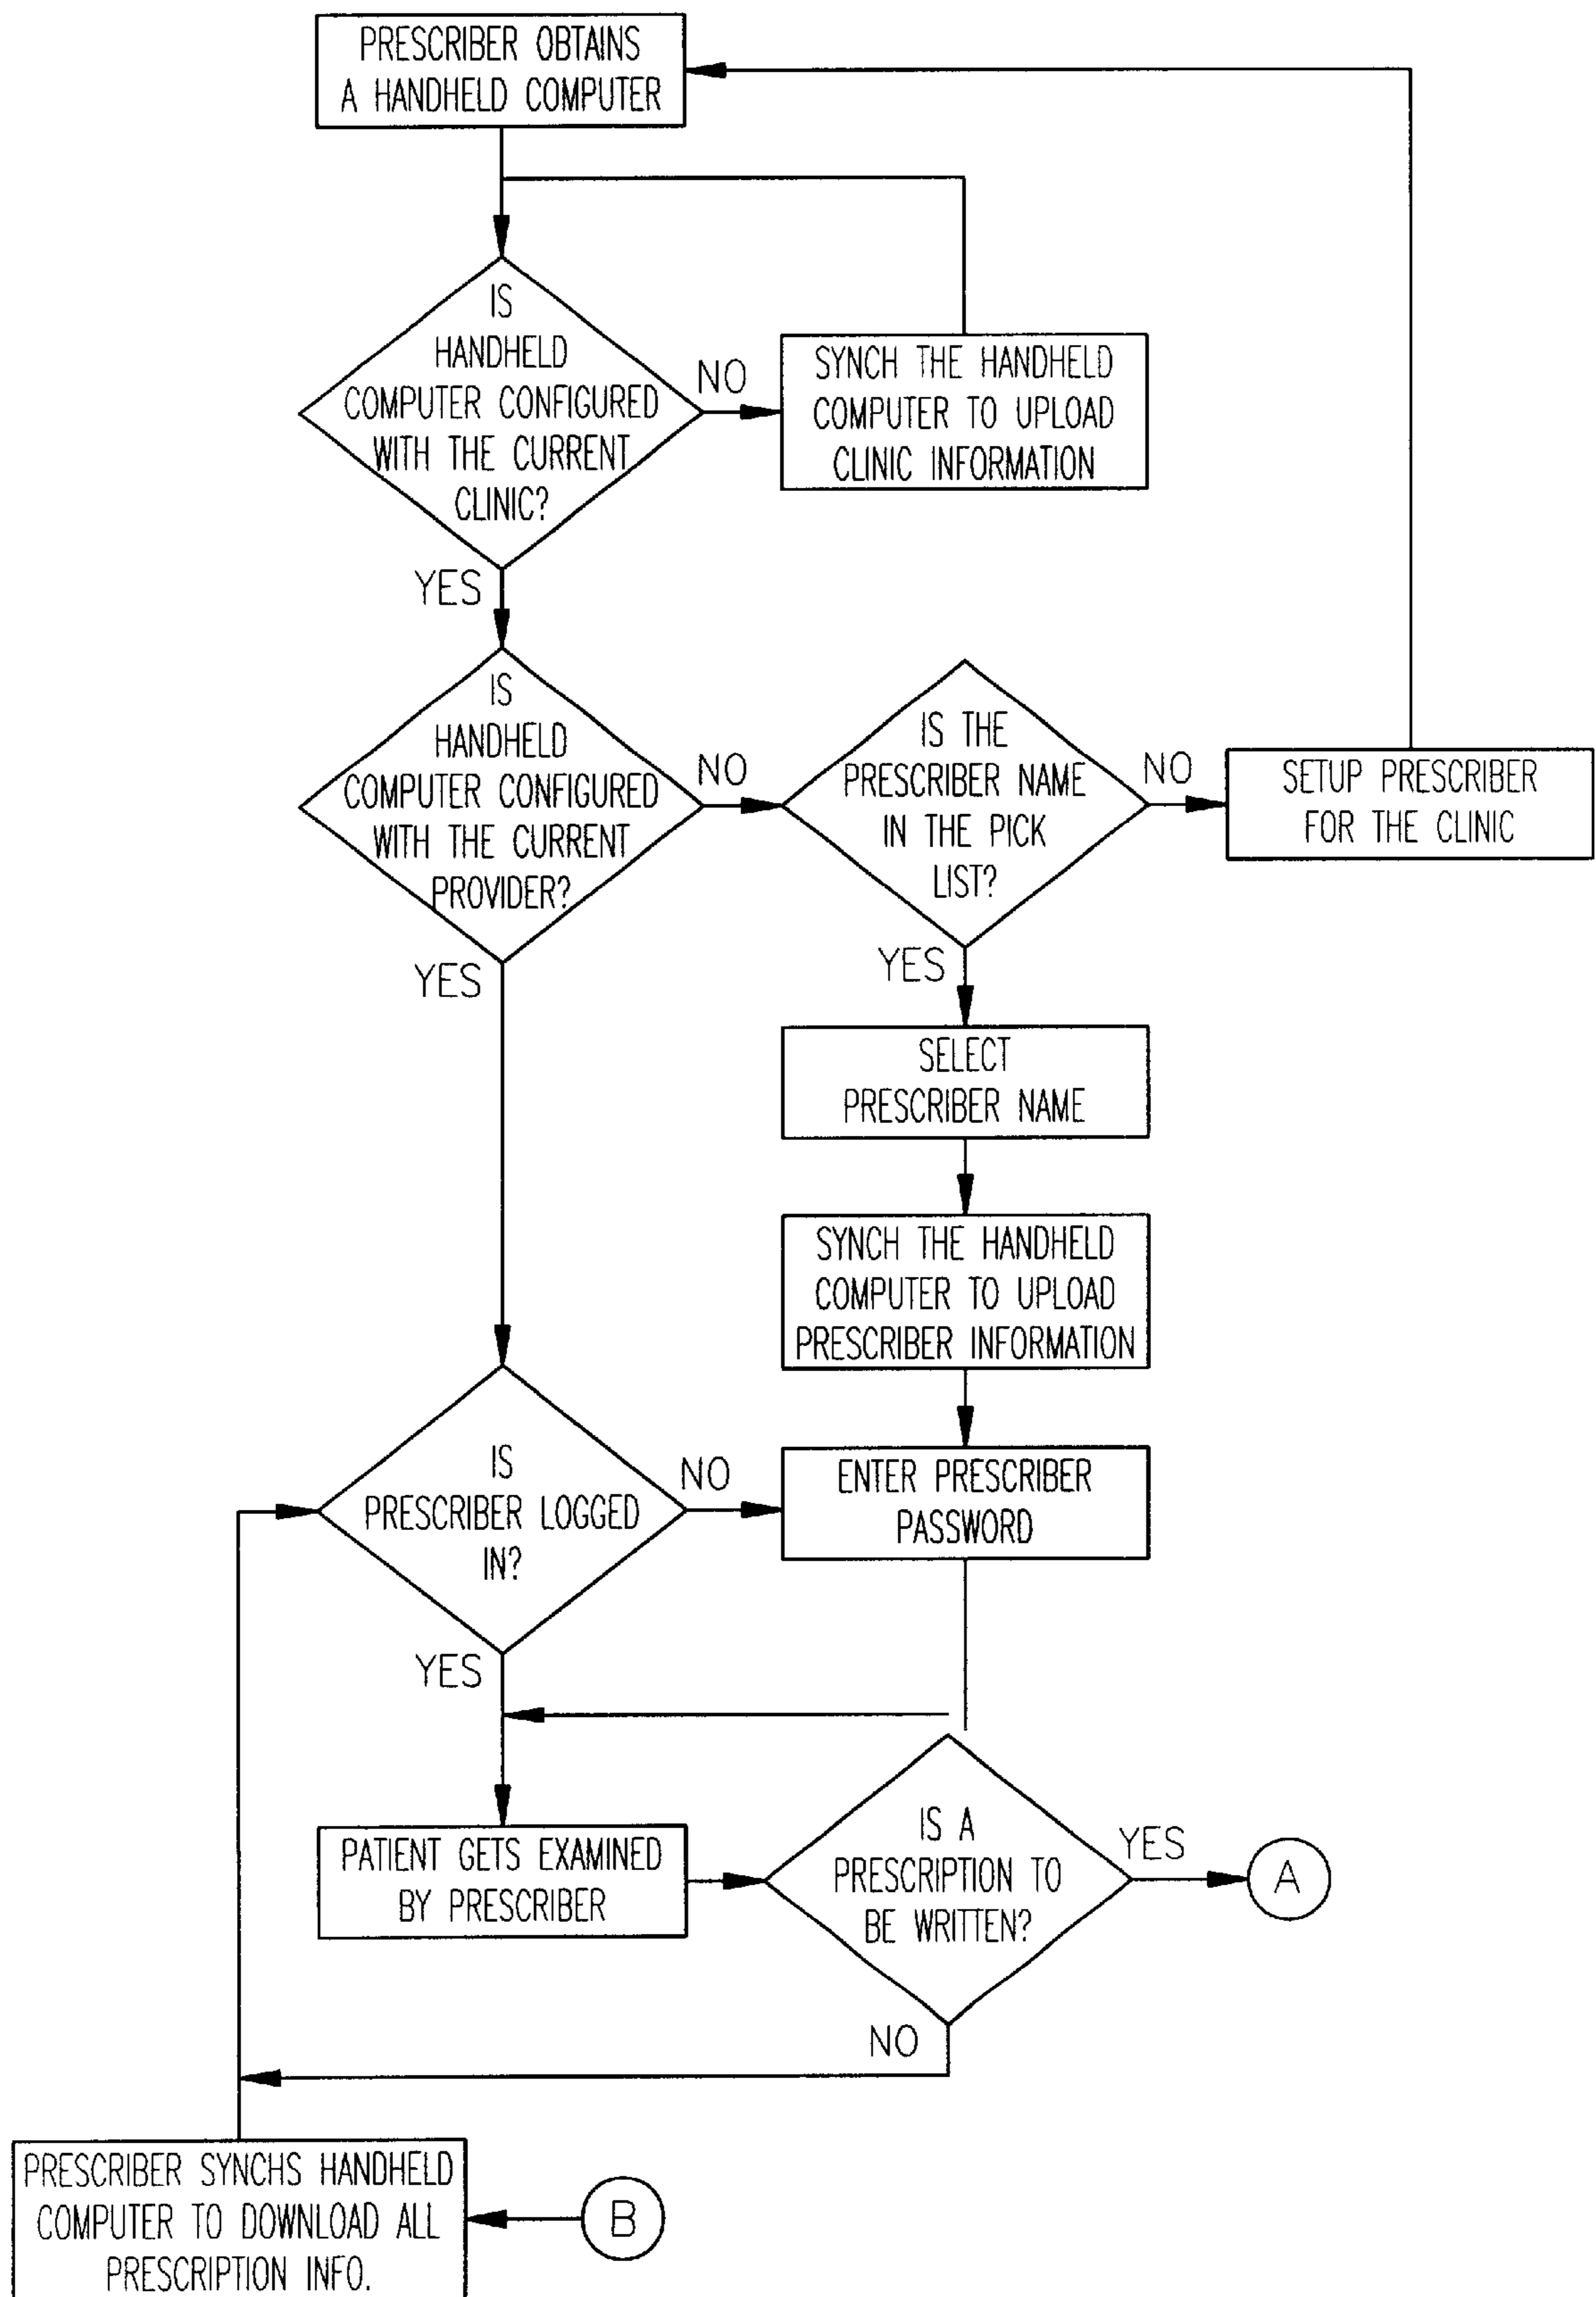 PRESCRIBER OBTAINS
A HANDHELD COMPUTER
IS
HANDHELD
COMPUTER CONFIGURED
WITH THE CURRENT
CLINIC?
NO
SYNCH THE HANDHELD
COMPUTER TO UPLOAD
CLINIC INFORMATION
YES
IS
HANDHELD
COMPUTER CONFIGURED
WITH THE CURRENT
PROVIDER?
NO
IS THE
PRESCRIBER NAME
IN THE PICK
LIST?
NO
SETUP PRESCRIBER
FOR THE CLINIC
YES
YES
SELECT
PRESCRIBER NAME
SYNCH THE HANDHELD
COMPUTER TO UPLOAD
PRESCRIBER INFORMATION
IS
PRESCRIBER LOGGED
IN?
NO
ENTER PRESCRIBER
PASSWORD
YES
PATIENT GETS EXAMINED
BY PRESCRIBER
IS A
PRESCRIPTION TO
BE WRITTEN?
YES
A
NO
PRESCRIBER SYNCHS HANDHELD
COMPUTER TO DOWNLOAD ALL
PRESCRIPTION INFO.
B